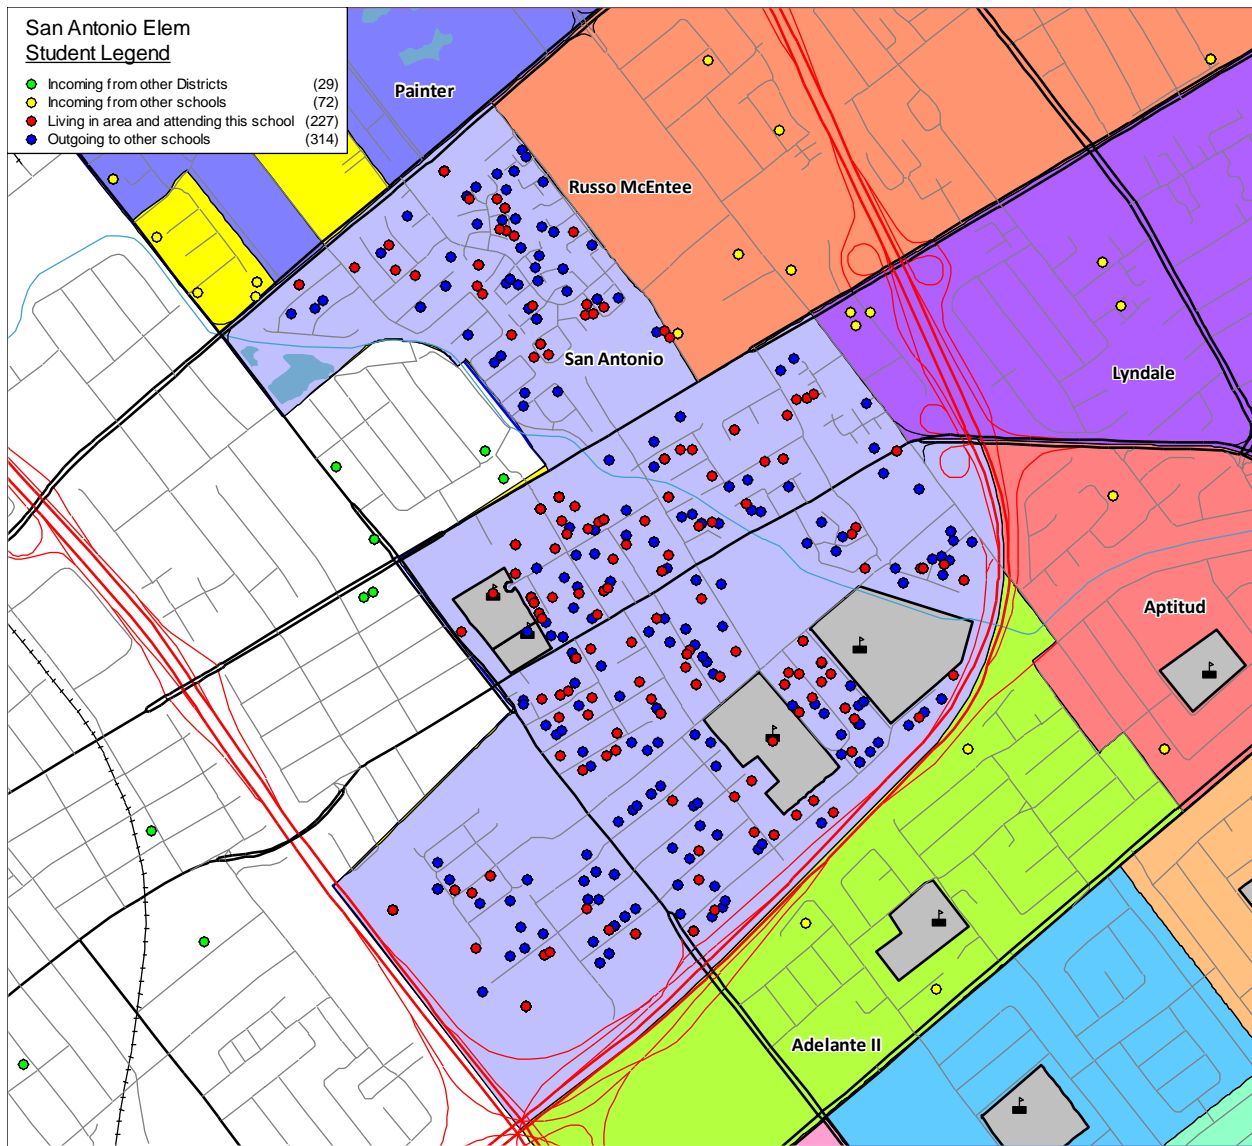 San Antonio Elem
Student Legend
Incoming from other Districts (29)
Incoming from other schools (72)
Living in area and attending this school (227)
Outgoing to other schools (314)
Painter
Russo McEntee
San Antonio
Lyndale
Aptitud
Adelante II